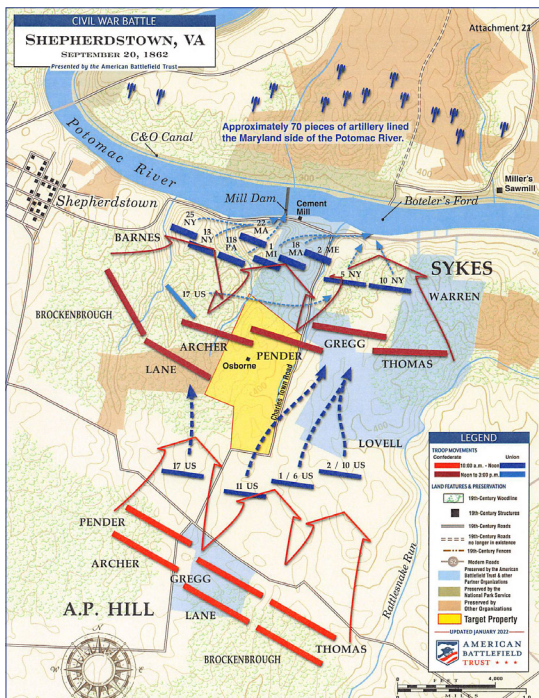 CIVIL WAR BATTLE
SHEPHERDSTOWN, VA
SEPTEMBER 20, 1862
Presented by the American Battlefield Trust
Attachment 21
Approximately 70 pieces of artillery lined
the Maryland side of the Potomac River.
Potomac River
C&O Canal
Miller's
Sawmill
Shepherdstown
Mill Dam
Cement
Mill
Boteler's Ford
25
NY
13
NY
22
MA
118
PA
1
MI
18
MA
2 ME
BARNES
SYKES
5 NY
10 NY
WARREN
17 US
BROCKENBROUGH
ARCHER
PENDER
GREGG
THOMAS
LANE
Osborne
Charles Town Road
LOVELL
17 US
11 US
1 / 6 US
2 / 10 US
PENDER
ARCHER
GREGG
LANE
A.P. HILL
THOMAS
BROCKENBROUGH
Rattlesnake Run
N
LEGEND
TROOP MOVEMENTS
Confederate
Union
10:00 a.m. - Noon
Noon to 2:00 p.m.
LAND FEATURES & PRESERVATION
19th-Century Woodline
19th-Century Structures
19th-Century Roads
19th-Century Roads
no longer in existence
19th-Century Fences
Modern Roads
Preserved by the American
Battlefield Trust & other
Partner Organizations
Preserved by the
National Park Service
Preserved by
Other Organizations
Target Property
UPDATED JANUARY 2022
AMERICAN
BATTLEFIELD
TRUST
FEET
4,000